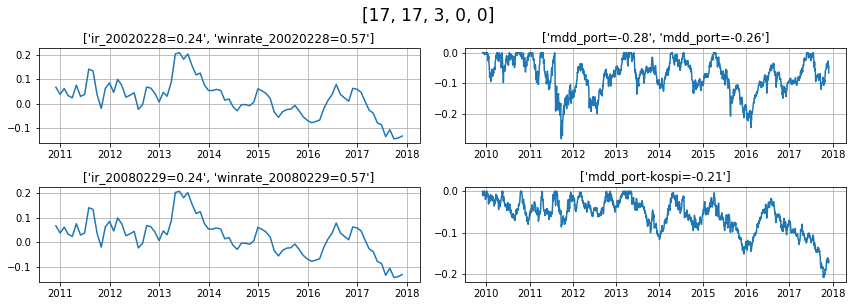 [17, 17, 3, 0, 0]
['ir_20020228=0.24', 'winrate_20020228=0.57']
0.2
0.1
0.0
−0.1
2011 2012 2013 2014 2015 2016 2017 2018
['mdd_port=-0.28', 'mdd_port=-0.26']
0.0
−0.1
−0.2
2010 2011 2012 2013 2014 2015 2016 2017 2018
['ir_20080229=0.24', 'winrate_20080229=0.57']
0.2
0.1
0.0
−0.1
2011 2012 2013 2014 2015 2016 2017 2018
['mdd_port-kospi=-0.21']
0.0
−0.1
−0.2
2010 2011 2012 2013 2014 2015 2016 2017 2018